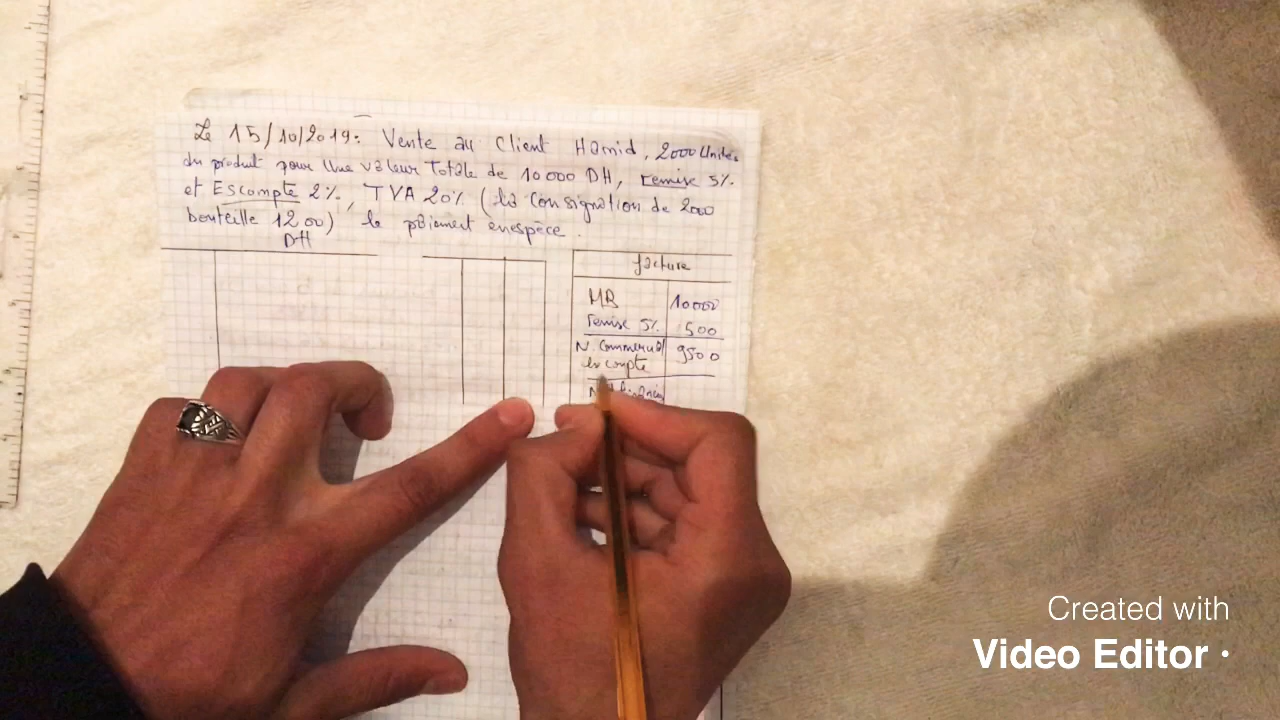 Le 15/10/2019: Vente au Client Hamid, 2000 Unités
du produit pour Une valeur Totale de 10 000 DH, remise 5%
et Escompte 2%, TVA 20% (la Consignation de 2000
bouteille 1200) le paiement en espèce.
DH
facture
MB 10000
remise 5% 500
N. Commercial 9500
escompte
Created with
Video Editor